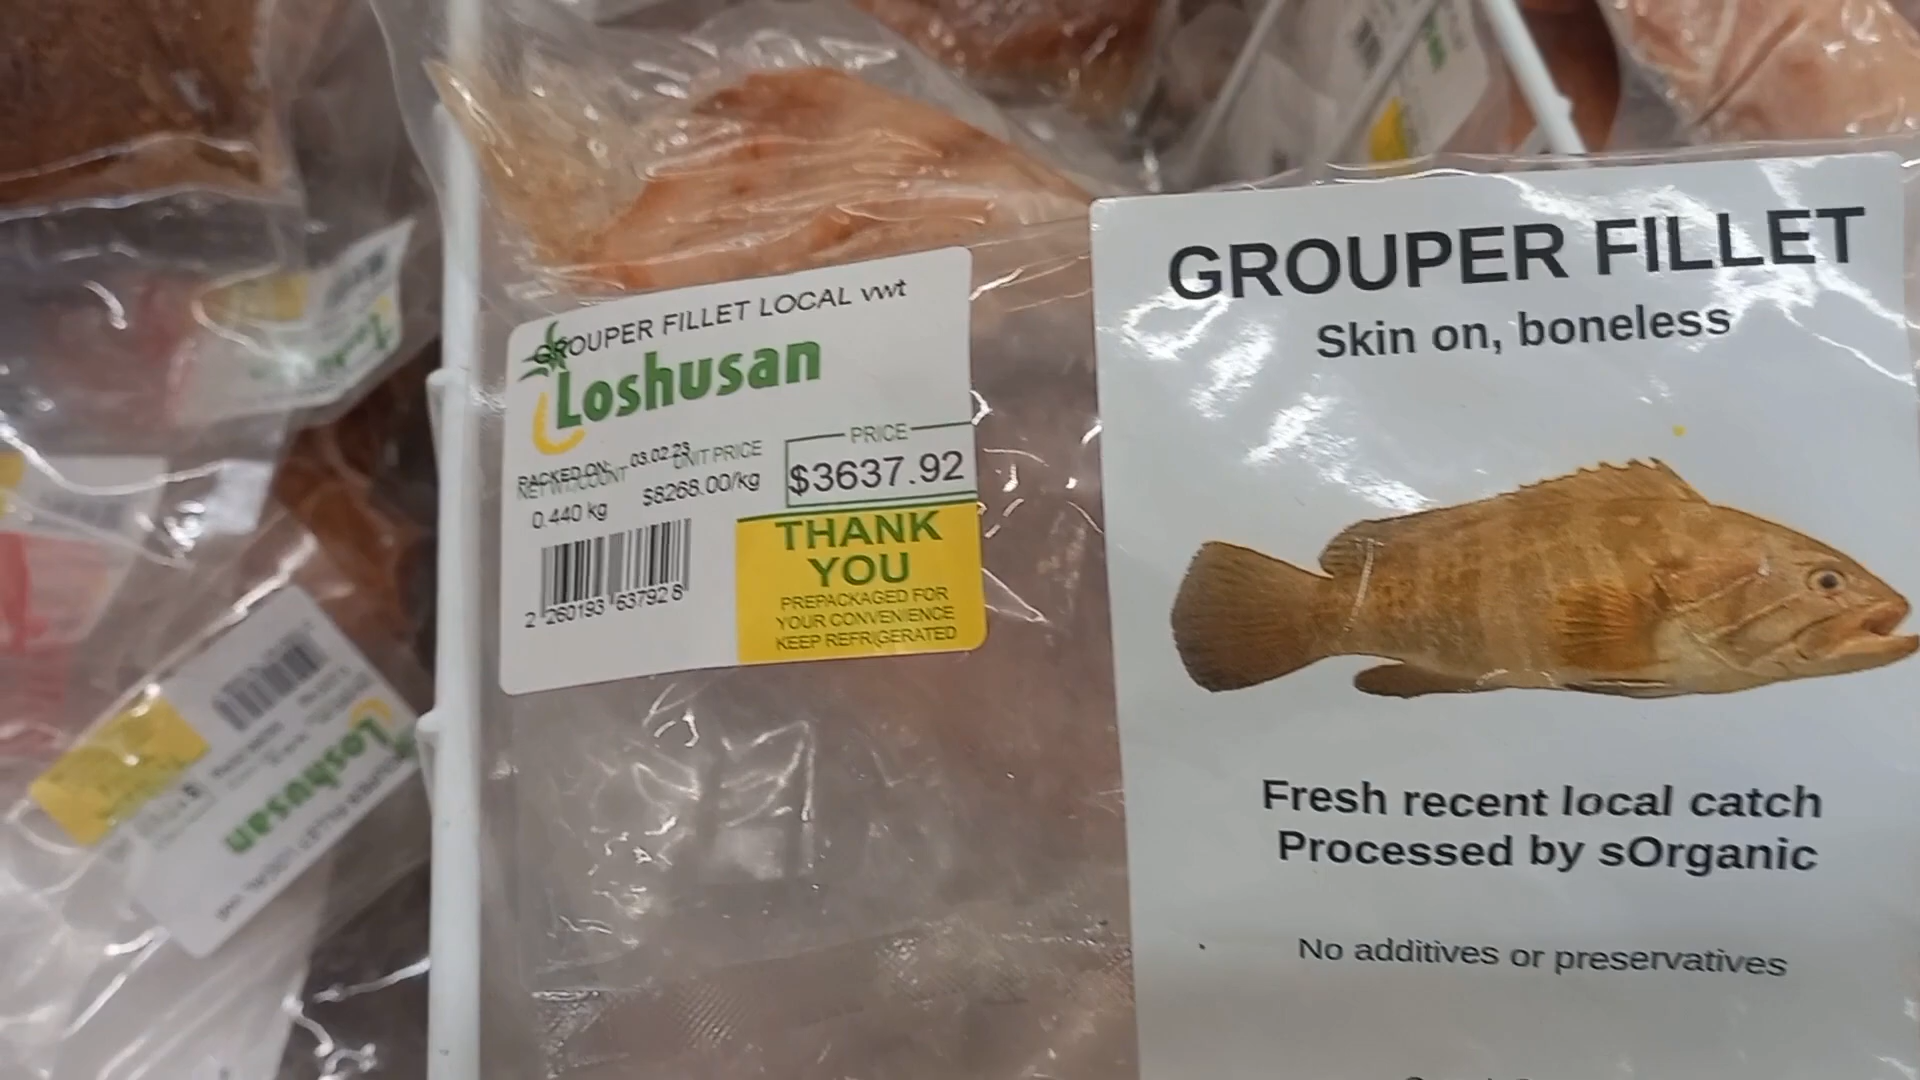 GROUPER FILLET LOCAL vwt
Loshusan
PACKED ON: 03.02.23
NET WT/COUNT UNIT PRICE
0.440 kg $8268.00/kg
PRICE
$3637.92
2 260193 637928
THANK
YOU
PREPACKAGED FOR
YOUR CONVENIENCE
KEEP REFRIGERATED
GROUPER FILLET
Skin on, boneless
Fresh recent local catch
Processed by sOrganic
No additives or preservatives
Loshusan